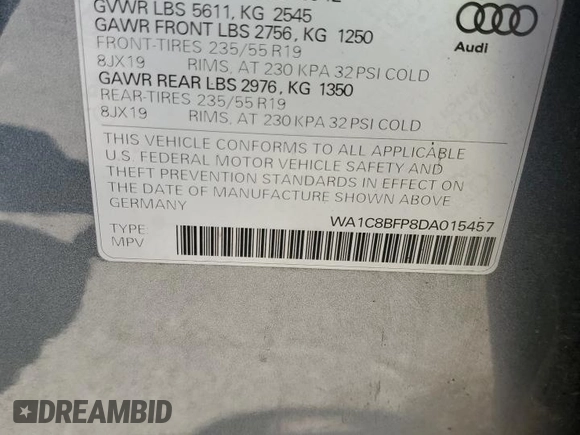 GVWR LBS 5611, KG 2545
GAWR FRONT LBS 2756, KG 1250
FRONT-TIRES 235/55 R19
8JX19 RIMS, AT 230 KPA 32 PSI COLD
GAWR REAR LBS 2976, KG 1350
REAR-TIRES 235/55 R19
8JX19 RIMS, AT 230 KPA 32 PSI COLD
Audi
THIS VEHICLE CONFORMS TO ALL APPLICABLE
U.S. FEDERAL MOTOR VEHICLE SAFETY AND
THEFT PREVENTION STANDARDS IN EFFECT ON
THE DATE OF MANUFACTURE SHOWN ABOVE
GERMANY
WA1C8BFP8DA015457
TYPE:
MPV
DREAMBID